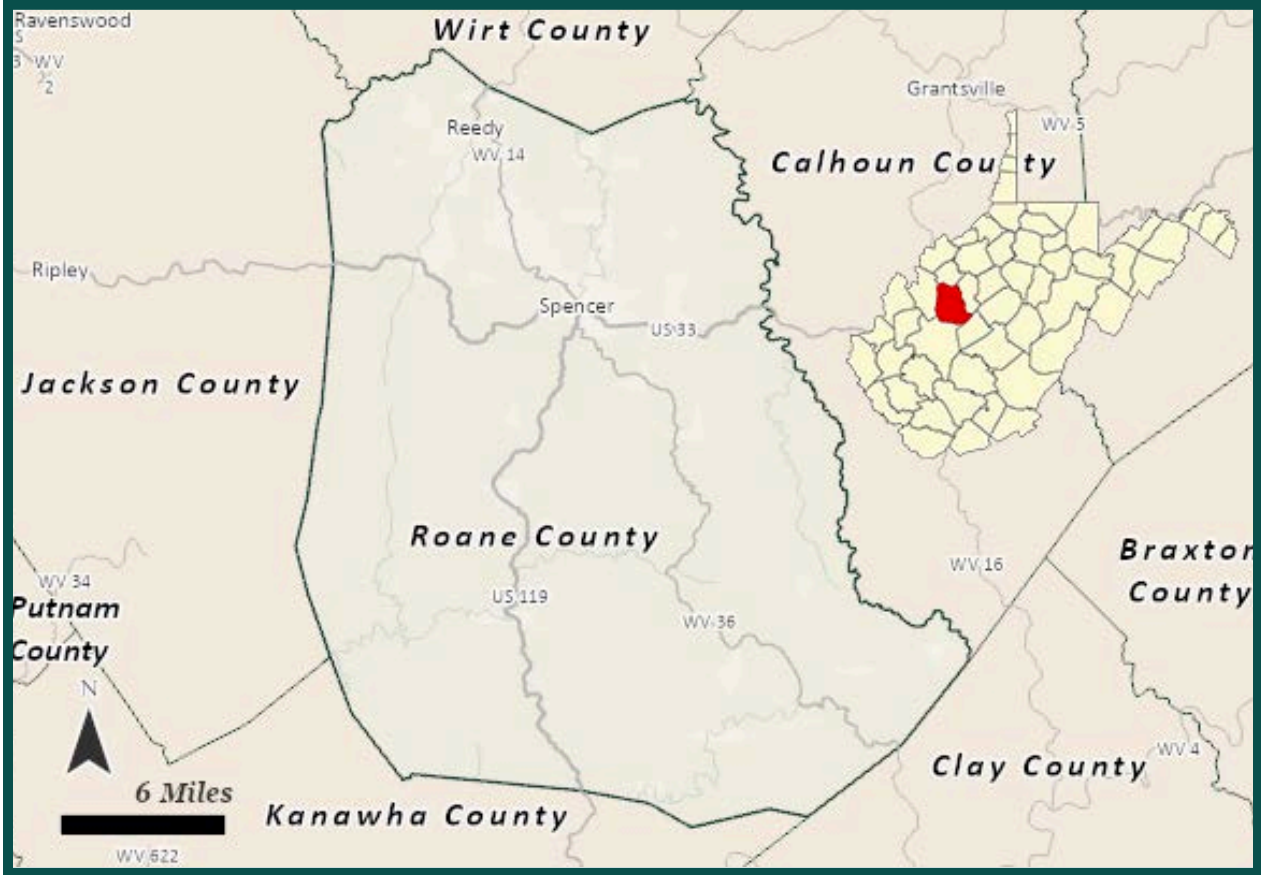 Ravenswood
S
3
WV
2
Wirt County
Grantsville
WV 5
Reedy
WV 14
Calhoun County
Ripley
Spencer
US 33
Jackson County
Roane County
Braxton
County
WV 16
WV 34
US 119
Putnam
County
WV 36
N
6 Miles
Kanawha County
Clay County
WV 4
WV 622
7